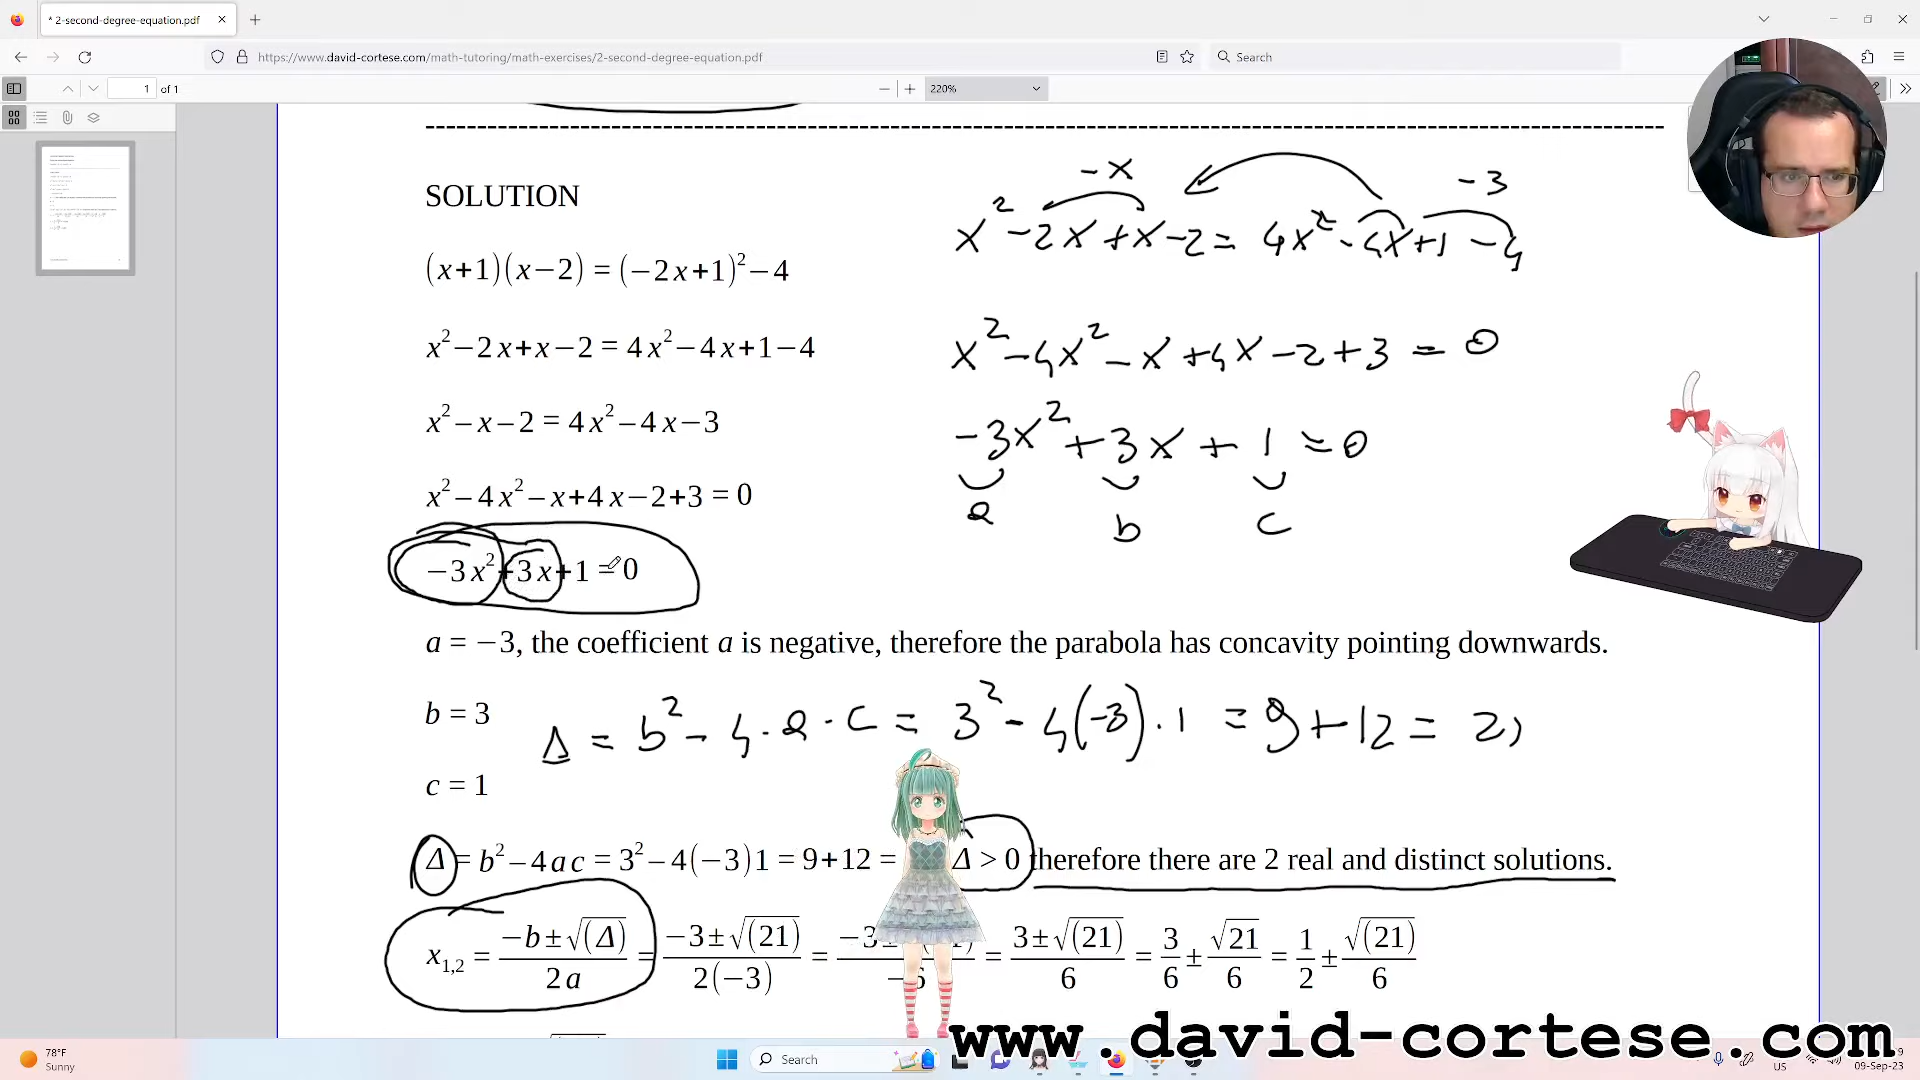 * 2-second-degree-equation.pdf
https://www.david-cortese.com/math-tutoring/math-exercises/2-second-degree-equation.pdf
Search
1 of 1
220%
SOLUTION
(x+1)(x−2) = (−2x+1)²−4
x²−2x+x−2 = 4x²−4x+1−4
x²−x−2 = 4x²−4x−3
x²−4x²−x+4x−2+3 = 0
−3x²+3x+1 = 0
−x
−3
x²−2x+x−2 = 4x²−4x+1−4
x²−4x²−x+4x−2+3 = 0
−3x²+3x+1 = 0
a b c
a = −3, the coefficient a is negative, therefore the parabola has concavity pointing downwards.
b = 3
Δ = b²−4·a·c = 3²−4(−3)·1 = 9+12 = 21
c = 1
Δ = b²−4ac = 3²−4(−3)1 = 9+12 = Δ > 0 therefore there are 2 real and distinct solutions.
x1,2 = (−b±√(Δ))/(2a) = (−3±√(21))/(2(−3)) = = (3±√(21))/6 = 3/6 ± √21/6 = 1/2 ± √(21)/6
www.david-cortese.com
78°F
Sunny
Search
US
09-Sep-23